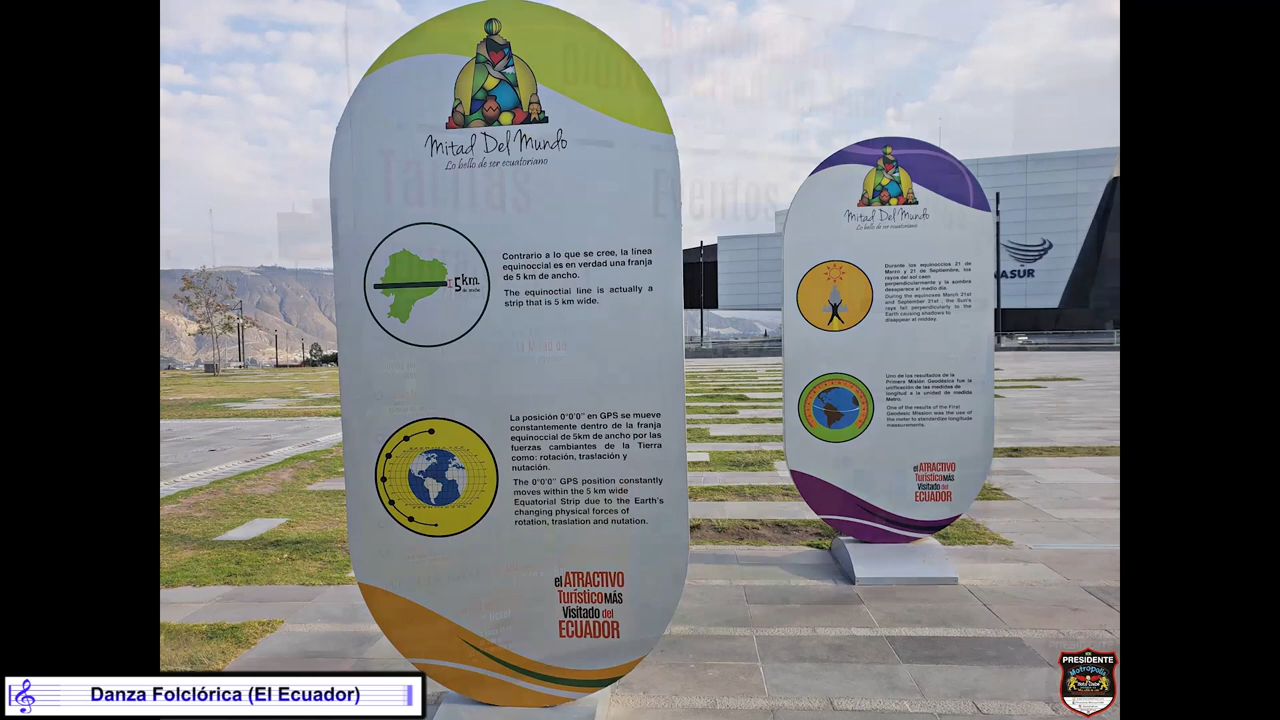 Mitad Del Mundo
Lo bello de ser ecuatoriano
Tarifas
Eventos
Contrario a lo que se cree, la línea
equinoccial es en verdad una franja
de 5 km de ancho.
The equinoctial line is actually a
strip that is 5 km wide.
5km
de ancho
La posición 0°0'0" en GPS se mueve
constantemente dentro de la franja
equinoccial de 5km de ancho por las
fuerzas cambiantes de la Tierra
como: rotación, traslación y
nutación.
The 0°0'0" GPS position constantly
moves within the 5 km wide
Equatorial Strip due to the Earth's
changing physical forces of
rotation, traslation and nutation.
el ATRACTIVO
Turístico MÁS
Visitado del
ECUADOR
Mitad Del Mundo
Lo bello de ser ecuatoriano
Durante los equinoccios 21 de
Marzo y 21 de Septiembre, los
rayos del sol caen
perpendicularmente y la sombra
desaparece al medio día.
During the equinoxes March 21st
and September 21st, the Sun's
rays fall perpendicularly to the
Earth causing shadows to
disappear at midday.
Uno de los resultados de la
Primera Misión Geodésica fue la
unificación de las medidas de
longitud a la unidad de medida
Metro.
One of the results of the First
Geodesic Mission was the use of
the meter to standardize longitude
measurements.
el ATRACTIVO
Turístico MÁS
Visitado del
ECUADOR
NASUR
Danza Folclórica (El Ecuador)
PRESIDENTE
Metropolis